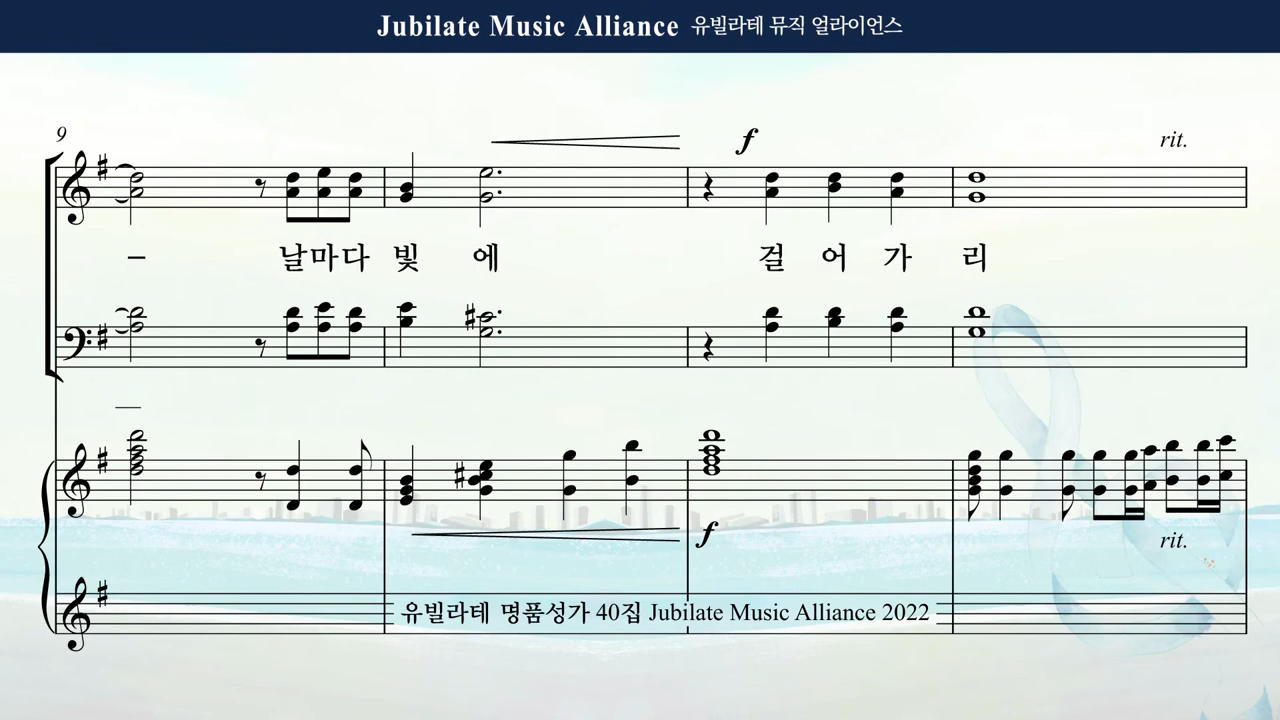 Jubilate Music Alliance 유빌라테 뮤직 얼라이언스
9
f
rit.
– 날마다 빛 에 걸 어 가 리
f
rit.
유빌라테 명품성가 40집 Jubilate Music Alliance 2022